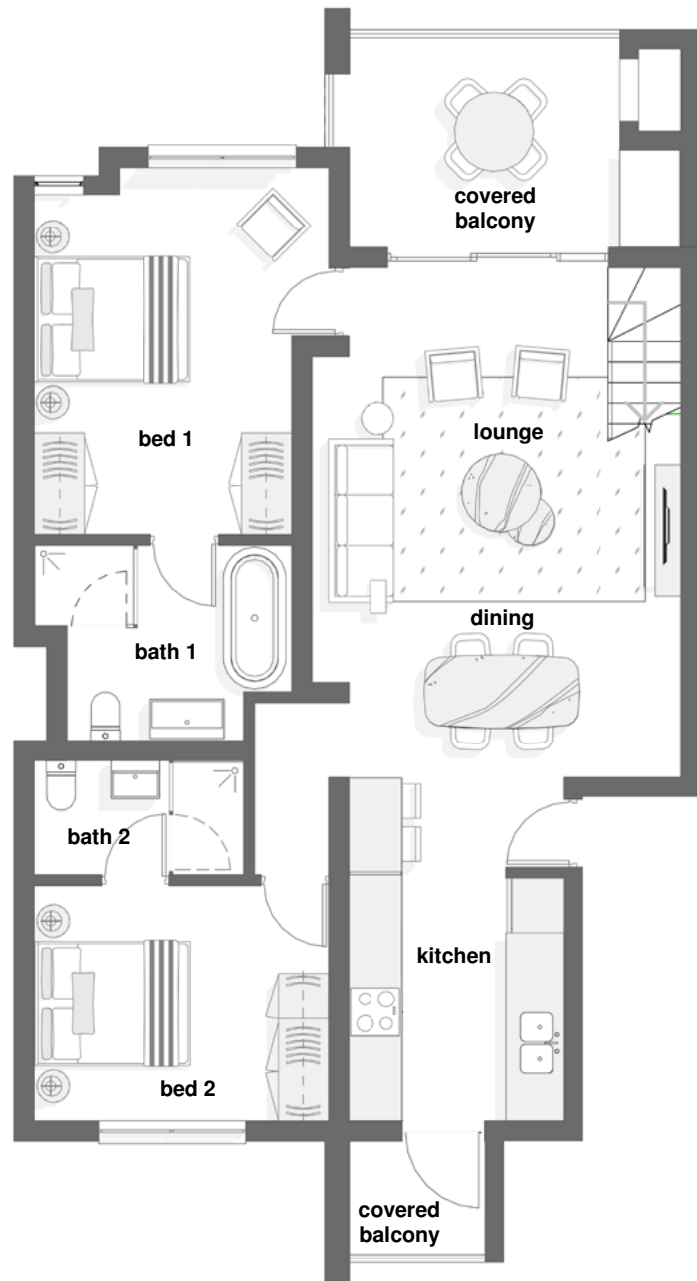 covered
balcony
bed 1
lounge
dining
bath 1
bath 2
kitchen
bed 2
covered
balcony